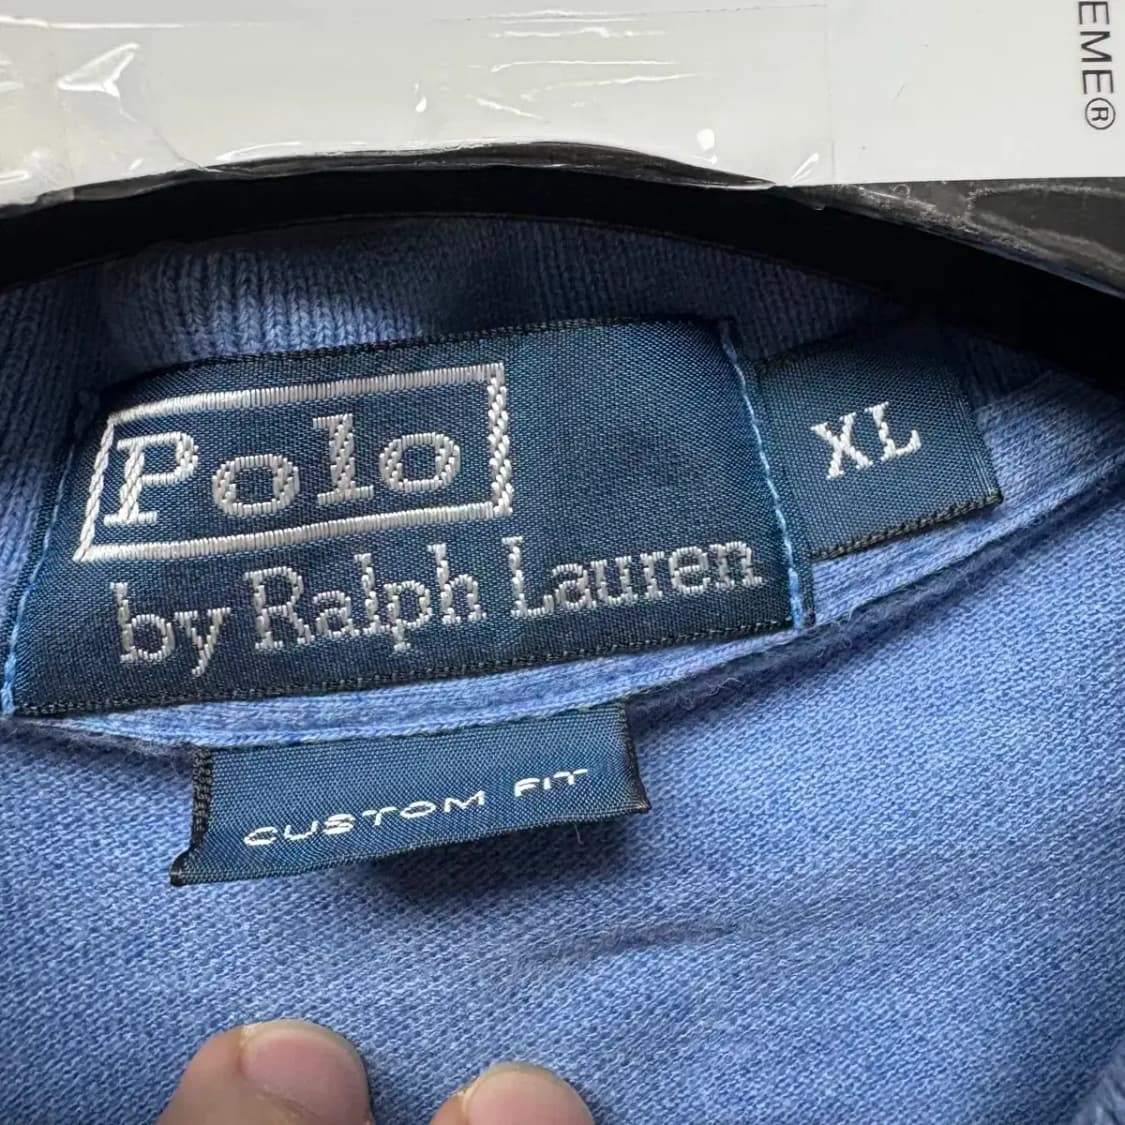 EME®
Polo
by Ralph Lauren
XL
CUSTOM FIT